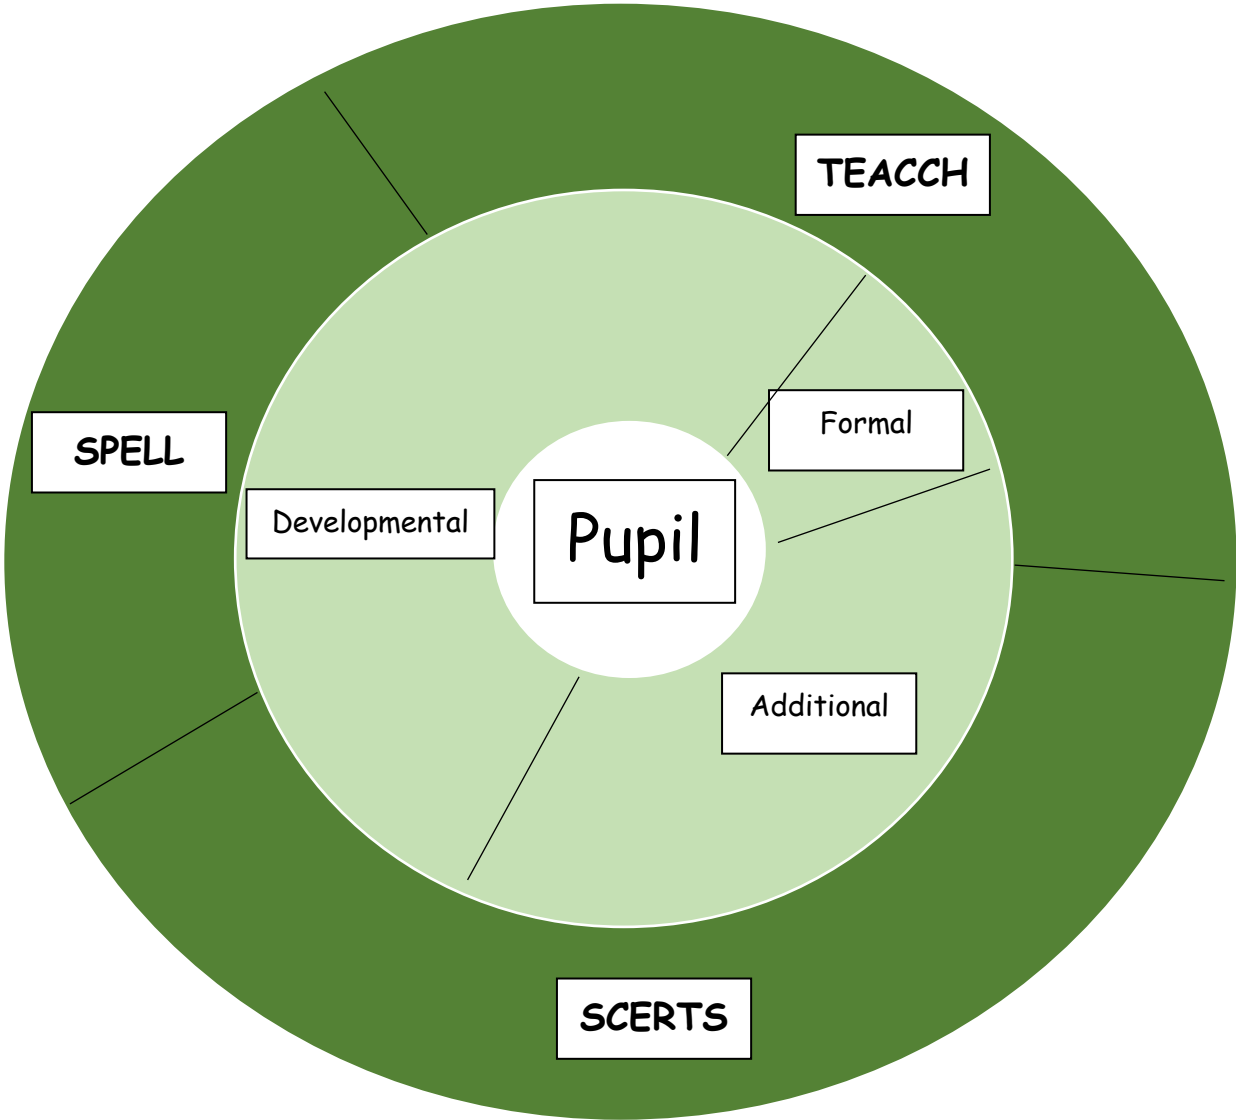 TEACCH
Formal
SPELL
Developmental
Pupil
Additional
SCERTS